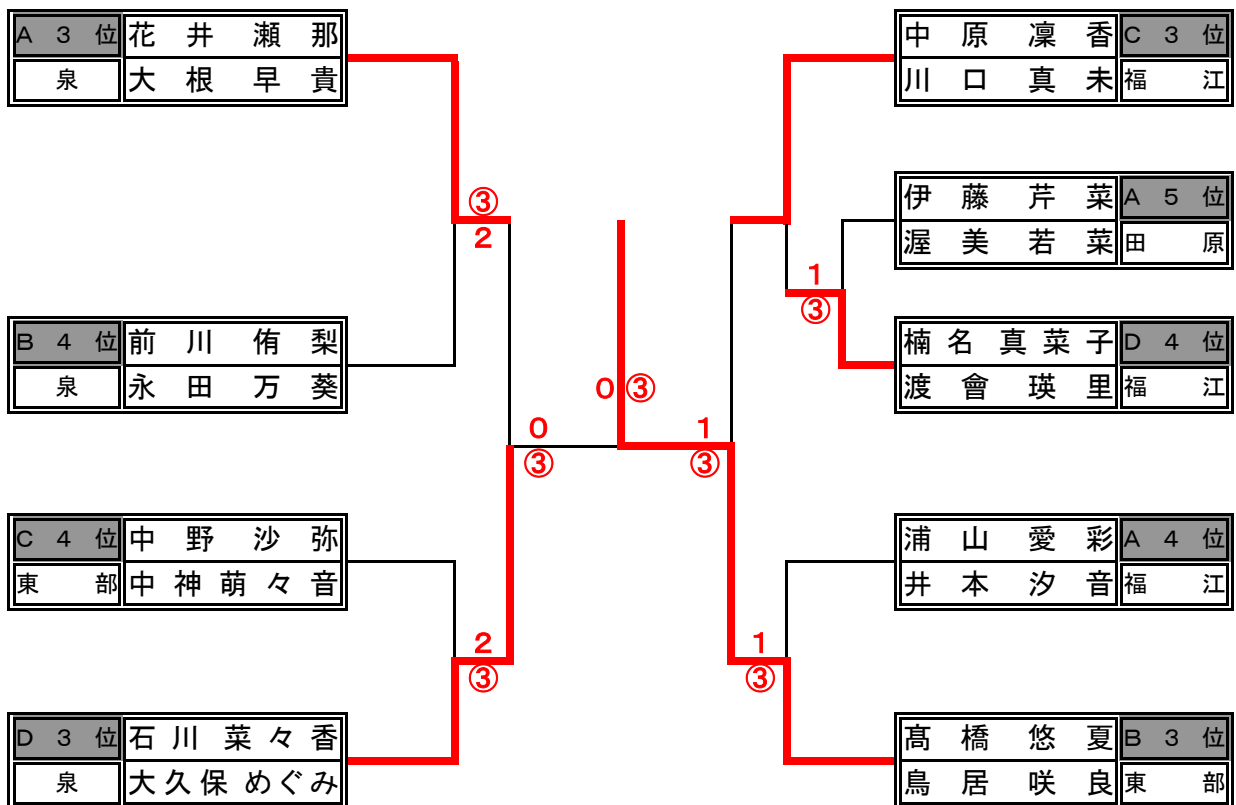 A 3 位 花 井 瀬 那
泉 大 根 早 貴
中 原 凜 香 C 3 位
川 口 真 未 福 江
伊 藤 芹 菜 A 5 位
渥 美 若 菜 田 原
③
2
1
③
B 4 位 前 川 侑 梨
泉 永 田 万 葵
楠 名 真 菜 子 D 4 位
渡 會 瑛 里 福 江
0 ③
0
③
1
③
C 4 位 中 野 沙 弥
東 部 中 神 萌 々 音
浦 山 愛 彩 A 4 位
井 本 汐 音 福 江
2
③
1
③
D 3 位 石 川 菜 々 香
泉 大 久 保 め ぐ み
髙 橋 悠 夏 B 3 位
鳥 居 咲 良 東 部